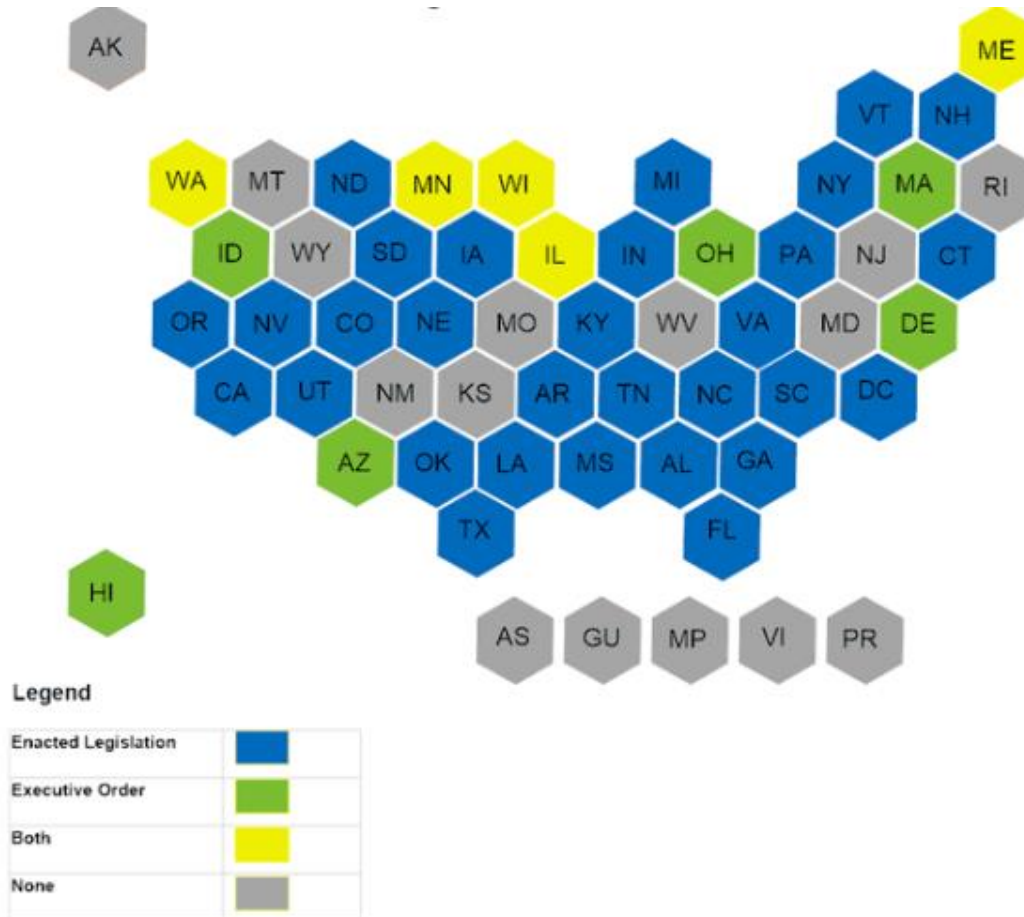 AK
ME
VT NH
WA MT ND MN WI MI NY MA RI
ID WY SD IA IL IN OH PA NJ CT
OR NV CO NE MO KY WV VA MD DE
CA UT NM KS AR TN NC SC DC
AZ OK LA MS AL GA
TX FL
HI
AS GU MP VI PR
Legend
Enacted Legislation
Executive Order
Both
None